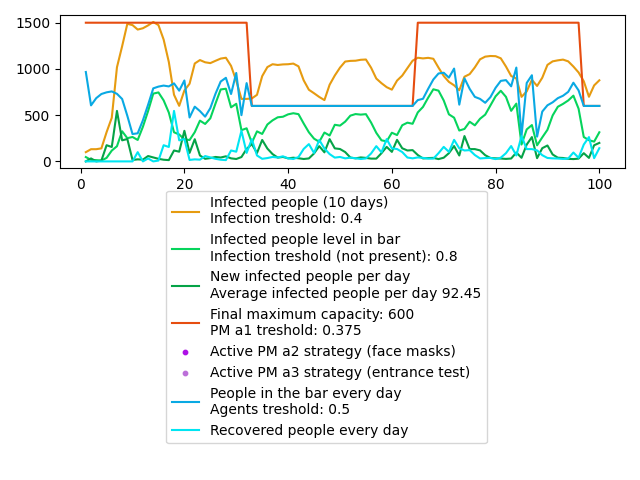 1500
1000
500
0
0
20
40
60
80
100
Infected people (10 days)
Infection treshold: 0.4
Infected people level in bar
Infection treshold (not present): 0.8
New infected people per day
Average infected people per day 92.45
Final maximum capacity: 600
PM a1 treshold: 0.375
Active PM a2 strategy (face masks)
Active PM a3 strategy (entrance test)
People in the bar every day
Agents treshold: 0.5
Recovered people every day